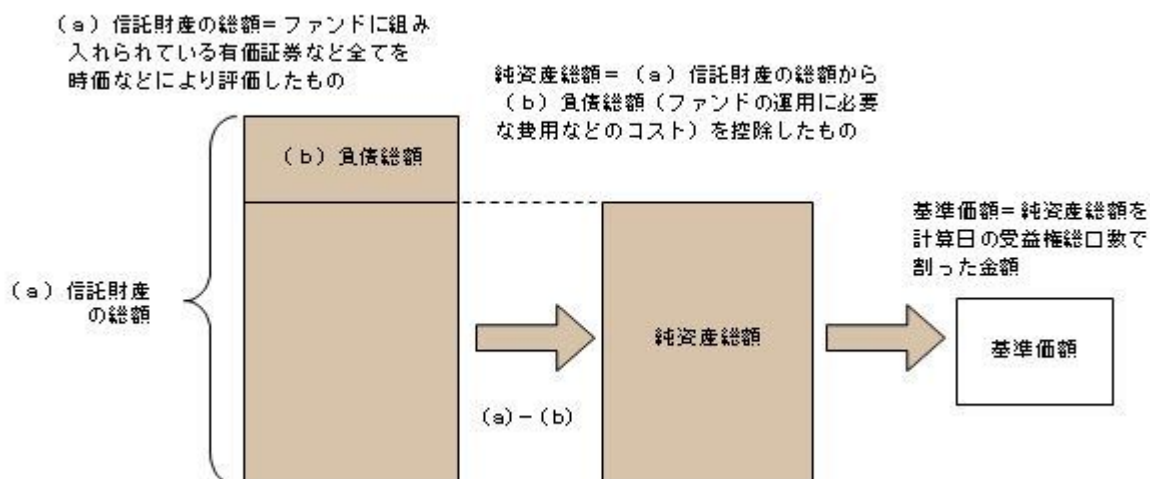 (a) 信託財産の総額=ファンドに組み
入れられている有価証券など全てを
時価などにより評価したもの
純資産総額=(a) 信託財産の総額から
(b) 負債総額(ファンドの運用に必要
な費用などのコスト)を控除したもの
(b) 負債総額
基準価額=純資産総額を
計算日の受益権総口数で
割った金額
(a) 信託財産
の総額
純資産総額
基準価額
(a)-(b)